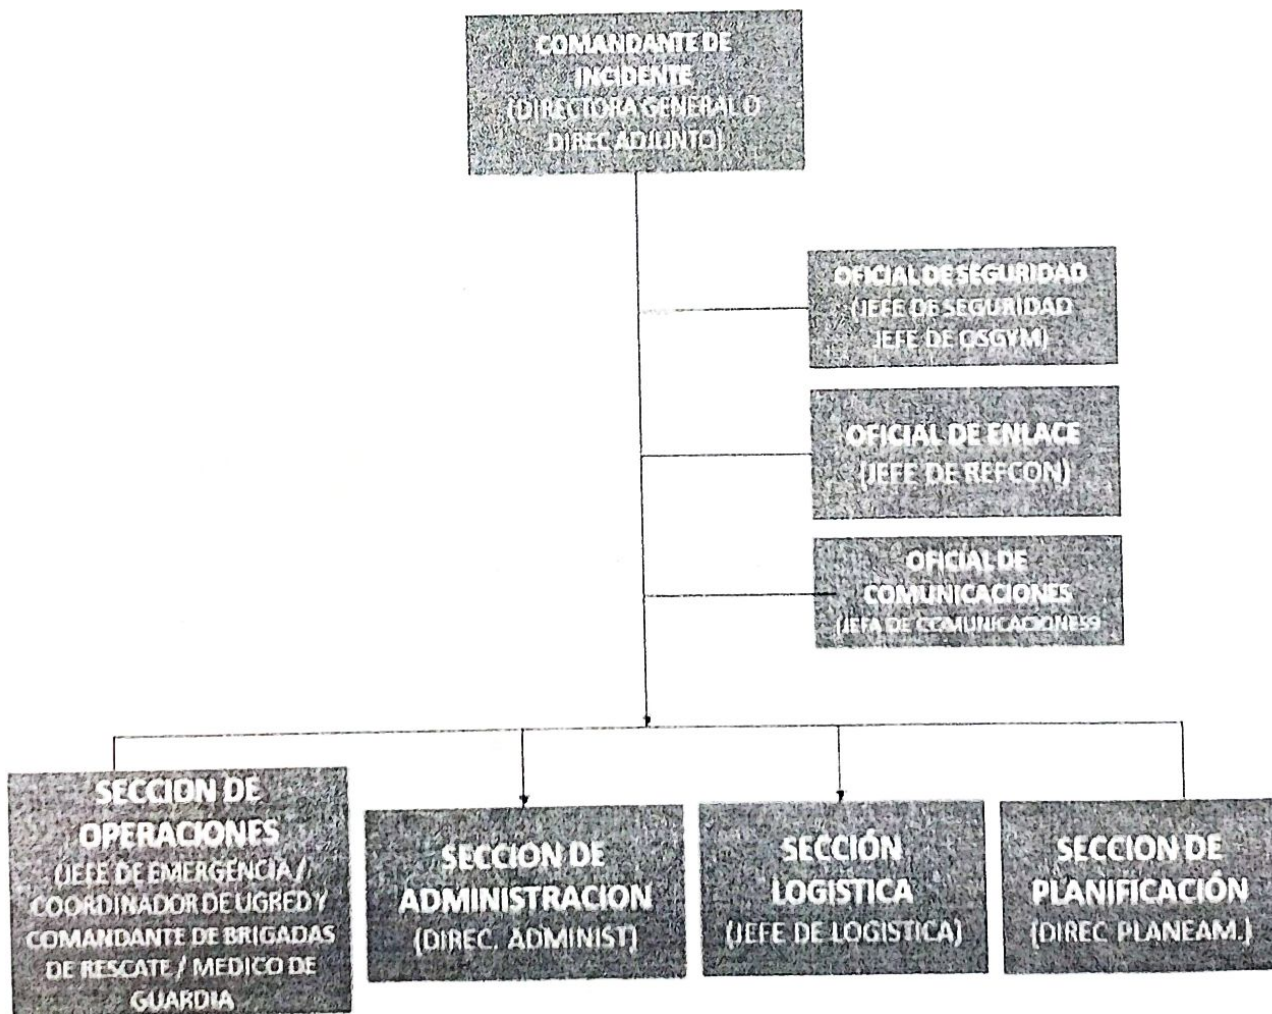 COMANDANTE DE
INCIDENTE
(DIRECTORA GENERAL O
DIREC ADJUNTO)
OFICIAL DE SEGURIDAD
(JEFE DE SEGURIDAD
JEFE DE OSGYM)
OFICIAL DE ENLACE
(JEFE DE REFCON)
OFICIAL DE
COMUNICACIONES
(JEFA DE COMUNICACIONES9
SECCION DE
OPERACIONES
(JEFE DE EMERGENCIA /
COORDINADOR DE UGRED Y
COMANDANTE DE BRIGADAS
DE RESCATE / MEDICO DE
GUARDIA
SECCION DE
ADMINISTRACION
(DIREC. ADMINIST)
SECCIÓN
LOGISTICA
(JEFE DE LOGISTICA)
SECCION DE
PLANIFICACIÓN
(DIREC PLANEAM.)